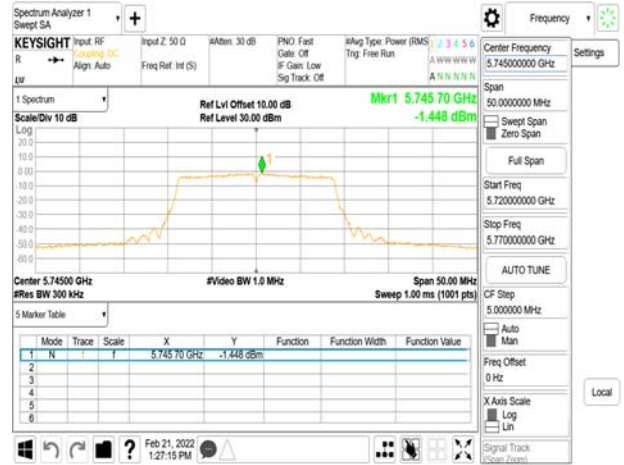 Spectrum Analyzer 1
Swept SA
+
Frequency
KEYSIGHT
Input: RF
Coupling: DC
Align: Auto
Input Z: 50 Ω
Freq Ref: Int (S)
#Atten: 30 dB
PNO: Fast
Gate: Off
IF Gain: Low
Sig Track: Off
#Avg Type: Power (RMS
Trig: Free Run
1 2 3 4 5 6
A W W W W W
A N N N N N
R
LW
Center Frequency
5.745000000 GHz
Settings
Span
50.0000000 MHz
Swept Span
Zero Span
Full Span
Start Freq
5.720000000 GHz
Stop Freq
5.770000000 GHz
AUTO TUNE
CF Step
5.000000 MHz
Auto
Man
Freq Offset
0 Hz
X Axis Scale
Log
Lin
Signal Track
(Span Zoom)
Local
1 Spectrum
Scale/Div 10 dB
Log
Ref Lvl Offset 10.00 dB
Ref Level 30.00 dBm
Mkr1 5.745 70 GHz
-1.448 dBm
20.0
10.0
0.00
-10.0
-20.0
-30.0
-40.0
-50.0
-60.0
1
Center 5.74500 GHz
#Res BW 300 kHz
#Video BW 1.0 MHz
Span 50.00 MHz
Sweep 1.00 ms (1001 pts)
5 Marker Table
Mode Trace Scale X Y Function Function Width Function Value
1 N 1 f 5.745 70 GHz -1.448 dBm
2
3
4
5
6
?
Feb 21, 2022
1:27:15 PM